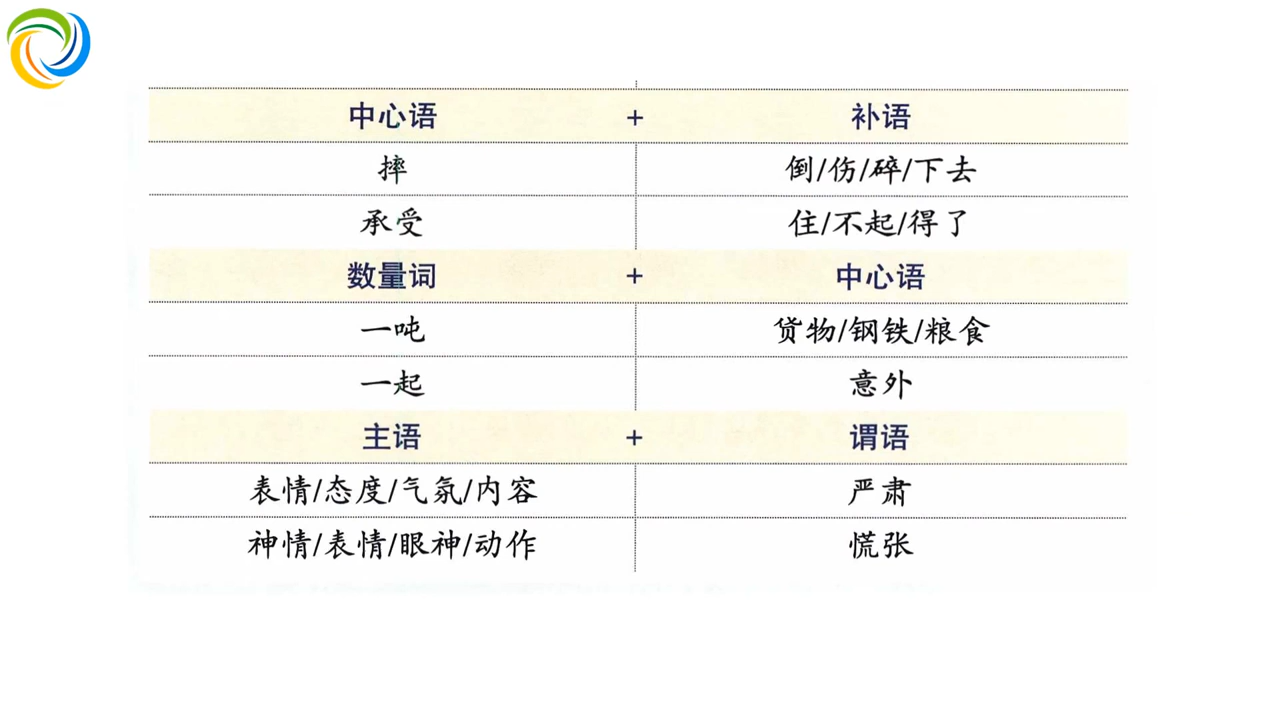 中心语 + 补语
摔 倒/伤/碎/下去
承受 住/不起/得了
数量词 + 中心语
一吨 货物/钢铁/粮食
一起 意外
主语 + 谓语
表情/态度/气氛/内容 严肃
神情/表情/眼神/动作 慌张